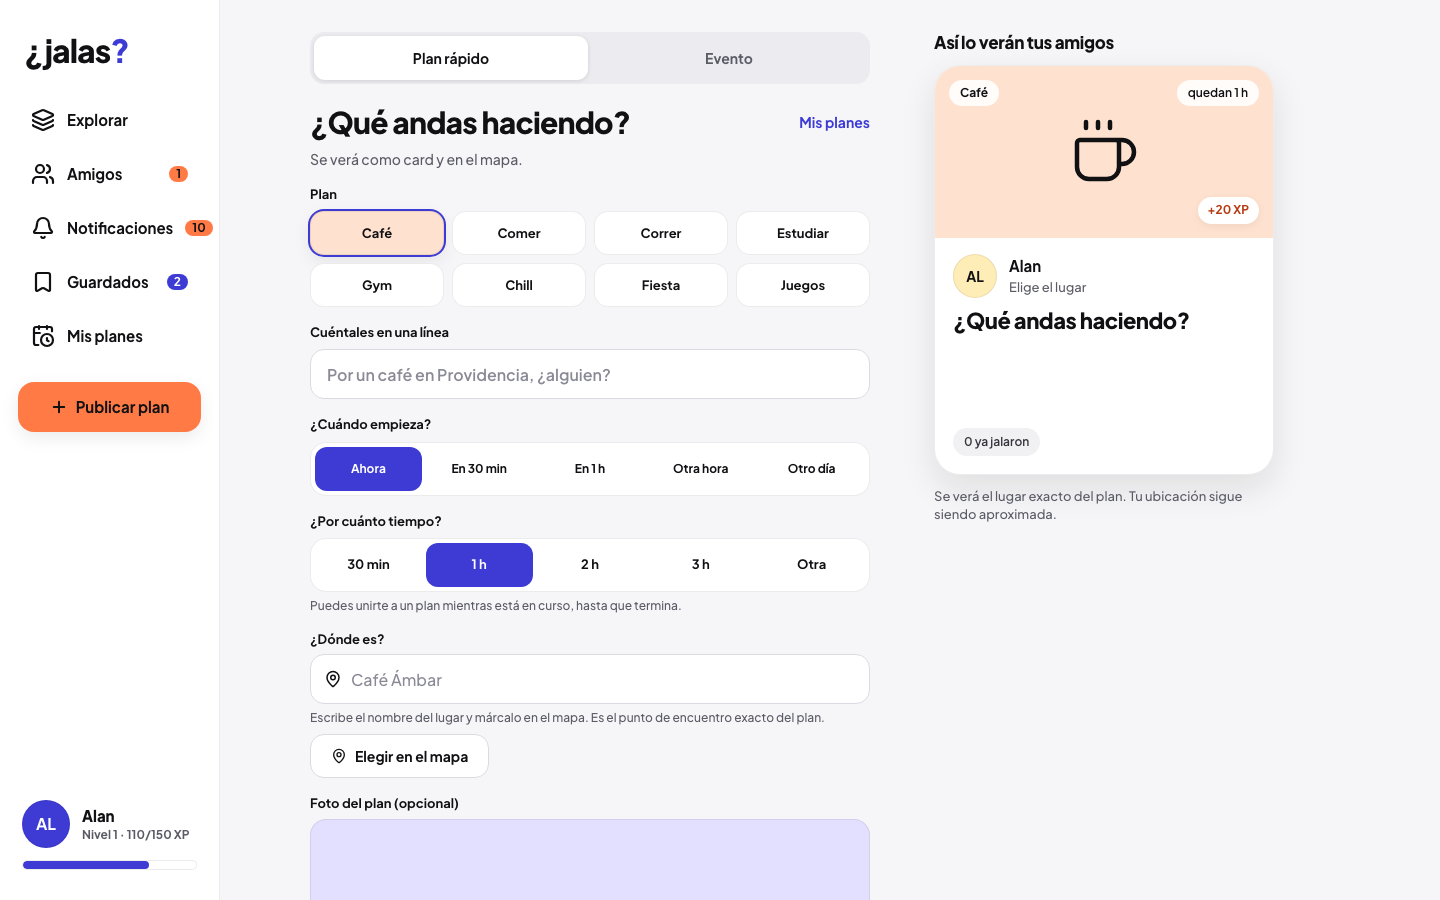 ¿jalas?
Explorar
Amigos 1
Notificaciones 10
Guardados 2
Mis planes
+ Publicar plan
AL
Alan
Nivel 1 · 110/150 XP
Plan rápido
Evento
¿Qué andas haciendo?
Mis planes
Se verá como card y en el mapa.
Plan
Café
Comer
Correr
Estudiar
Gym
Chill
Fiesta
Juegos
Cuéntales en una línea
Por un café en Providencia, ¿alguien?
¿Cuándo empieza?
Ahora
En 30 min
En 1 h
Otra hora
Otro día
¿Por cuánto tiempo?
30 min
1 h
2 h
3 h
Otra
Puedes unirte a un plan mientras está en curso, hasta que termina.
¿Dónde es?
Café Ámbar
Escribe el nombre del lugar y márcalo en el mapa. Es el punto de encuentro exacto del plan.
Elegir en el mapa
Foto del plan (opcional)
Así lo verán tus amigos
Café
quedan 1 h
+20 XP
AL
Alan
Elige el lugar
¿Qué andas haciendo?
0 ya jalaron
Se verá el lugar exacto del plan. Tu ubicación sigue
siendo aproximada.